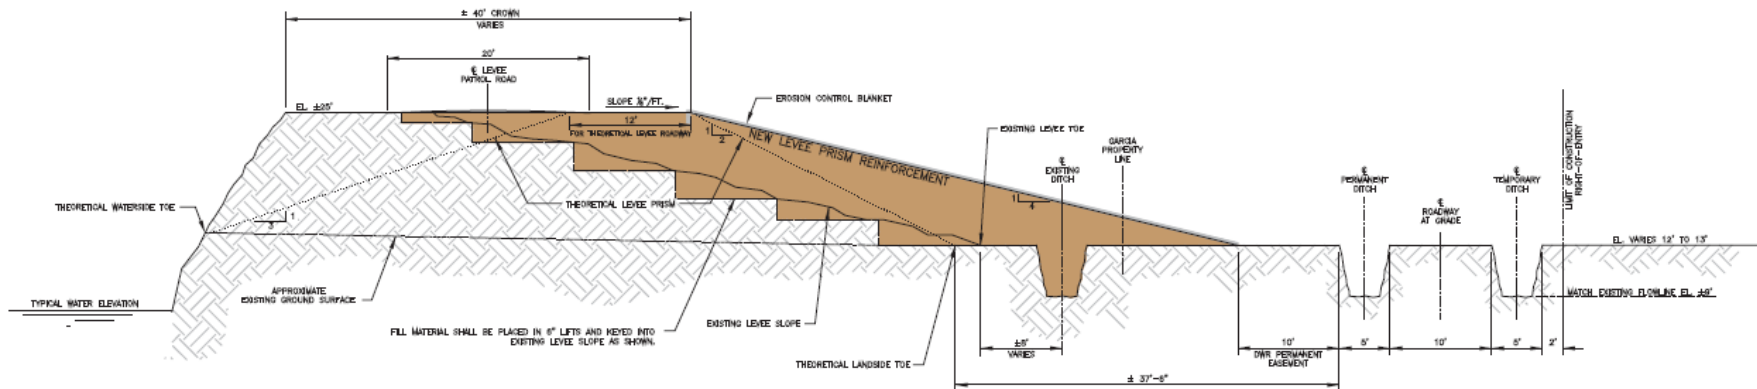 ± 40' CROWN
VARIES
20'
℄ LEVEE
PATROL ROAD
EL. ±25'
SLOPE ⅛"/FT.
12'
FOR THEORETICAL LEVEE ROADWAY
EROSION CONTROL BLANKET
1
2
NEW LEVEE PRISM REINFORCEMENT
EXISTING LEVEE TOE
GARCIA
PROPERTY
LINE
℄
EXISTING
DITCH
1
4
℄
PERMANENT
DITCH
℄
ROADWAY
AT GRADE
℄
TEMPORARY
DITCH
LIMIT OF CONSTRUCTION
RIGHT-OF-ENTRY
THEORETICAL WATERSIDE TOE
1
3
THEORETICAL LEVEE PRISM
EL. VARIES 12' TO 13'
APPROXIMATE
EXISTING GROUND SURFACE
TYPICAL WATER ELEVATION
FILL MATERIAL SHALL BE PLACED IN 6" LIFTS AND KEYED INTO
EXISTING LEVEE SLOPE AS SHOWN.
EXISTING LEVEE SLOPE
THEORETICAL LANDSIDE TOE
MATCH EXISTING FLOWLINE EL. ±9'
±8'
VARIES
10'
DWR PERMANENT
EASEMENT
5'
10'
5'
2'
± 37'-6"